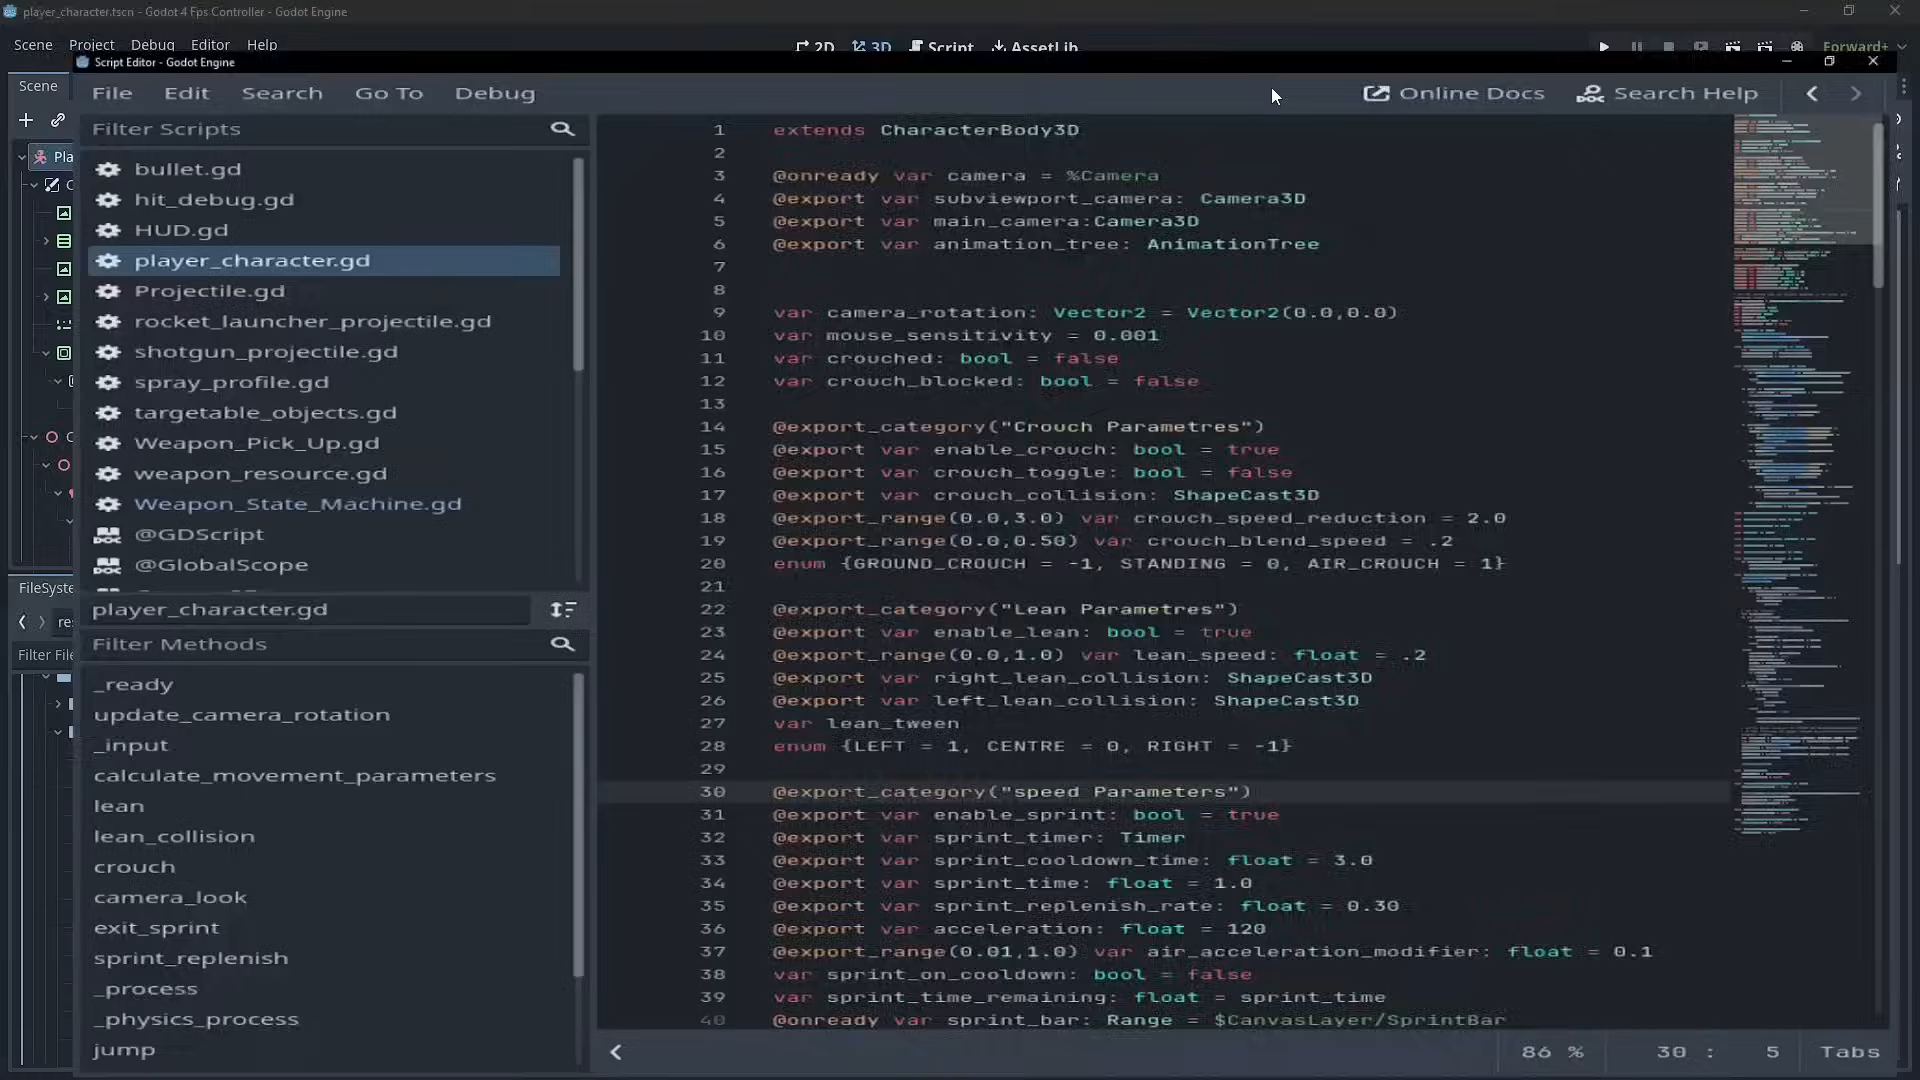 player_character.tscn - Godot 4 Fps Controller - Godot Engine
Scene Project Debug Editor Help
2D 3D Script AssetLib
Forward+
Script Editor - Godot Engine
Scene
File Edit Search Go To Debug
Online Docs Search Help
Filter Scripts
bullet.gd
hit_debug.gd
HUD.gd
player_character.gd
Projectile.gd
rocket_launcher_projectile.gd
shotgun_projectile.gd
spray_profile.gd
targetable_objects.gd
Weapon_Pick_Up.gd
weapon_resource.gd
Weapon_State_Machine.gd
@GDScript
@GlobalScope
player_character.gd
Filter Methods
_ready
update_camera_rotation
_input
calculate_movement_parameters
lean
lean_collision
crouch
camera_look
exit_sprint
sprint_replenish
_process
_physics_process
jump
Pla
FileSyste
res
Filter File
1 extends CharacterBody3D
2
3 @onready var camera = %Camera
4 @export var subviewport_camera: Camera3D
5 @export var main_camera:Camera3D
6 @export var animation_tree: AnimationTree
7
8
9 var camera_rotation: Vector2 = Vector2(0.0,0.0)
10 var mouse_sensitivity = 0.001
11 var crouched: bool = false
12 var crouch_blocked: bool = false
13
14 @export_category("Crouch Parametres")
15 @export var enable_crouch: bool = true
16 @export var crouch_toggle: bool = false
17 @export var crouch_collision: ShapeCast3D
18 @export_range(0.0,3.0) var crouch_speed_reduction = 2.0
19 @export_range(0.0,0.50) var crouch_blend_speed = .2
20 enum {GROUND_CROUCH = -1, STANDING = 0, AIR_CROUCH = 1}
21
22 @export_category("Lean Parametres")
23 @export var enable_lean: bool = true
24 @export_range(0.0,1.0) var lean_speed: float = .2
25 @export var right_lean_collision: ShapeCast3D
26 @export var left_lean_collision: ShapeCast3D
27 var lean_tween
28 enum {LEFT = 1, CENTRE = 0, RIGHT = -1}
29
30 @export_category("speed Parameters")
31 @export var enable_sprint: bool = true
32 @export var sprint_timer: Timer
33 @export var sprint_cooldown_time: float = 3.0
34 @export var sprint_time: float = 1.0
35 @export var sprint_replenish_rate: float = 0.30
36 @export var acceleration: float = 120
37 @export_range(0.01,1.0) var air_acceleration_modifier: float = 0.1
38 var sprint_on_cooldown: bool = false
39 var sprint_time_remaining: float = sprint_time
40 @onready var sprint_bar: Range = $CanvasLayer/SprintBar
86 % 30 : 5 Tabs